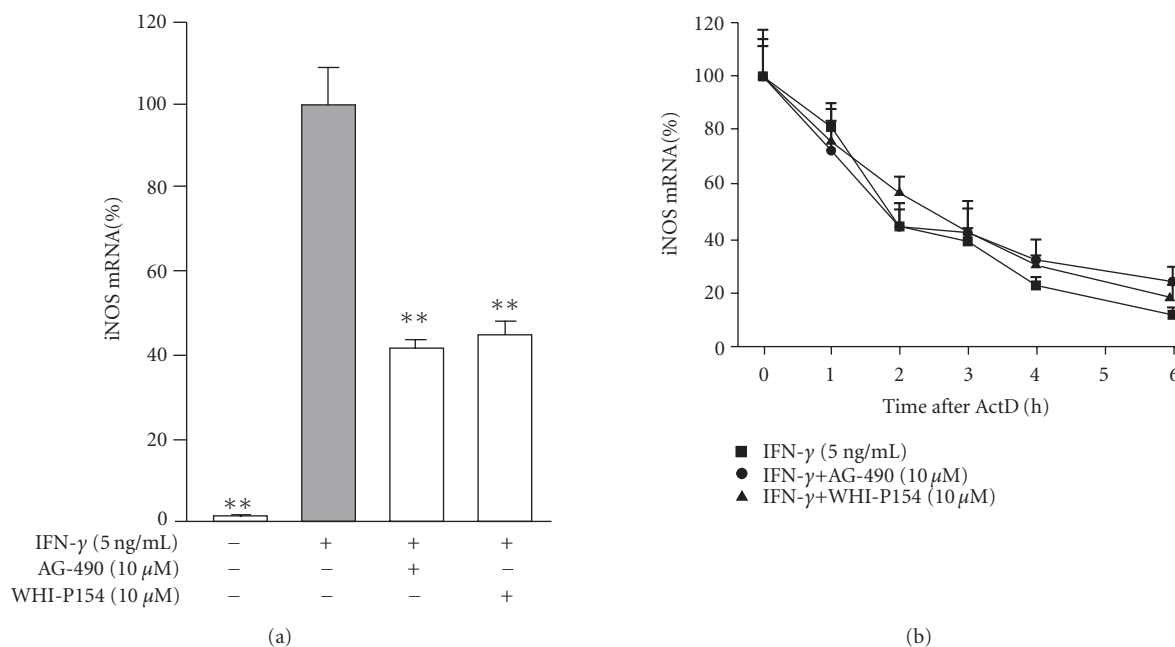 120
100
80
60
40
20
0
iNOS mRNA(%)
**
**
**
IFN-γ (5 ng/mL) − + + +
AG-490 (10 μM) − − + −
WHI-P154 (10 μM) − − − +
(a)
120
100
80
60
40
20
0
iNOS mRNA(%)
0 1 2 3 4 5 6
Time after ActD (h)
IFN-γ (5 ng/mL)
IFN-γ+AG-490 (10 μM)
IFN-γ+WHI-P154 (10 μM)
(b)